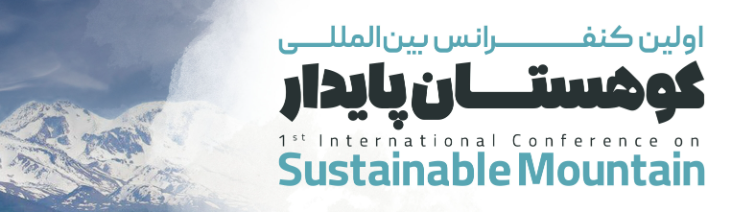 اولین کنفرانس بین‌المللی
کوهستان پایدار
1st International Conference on
Sustainable Mountain